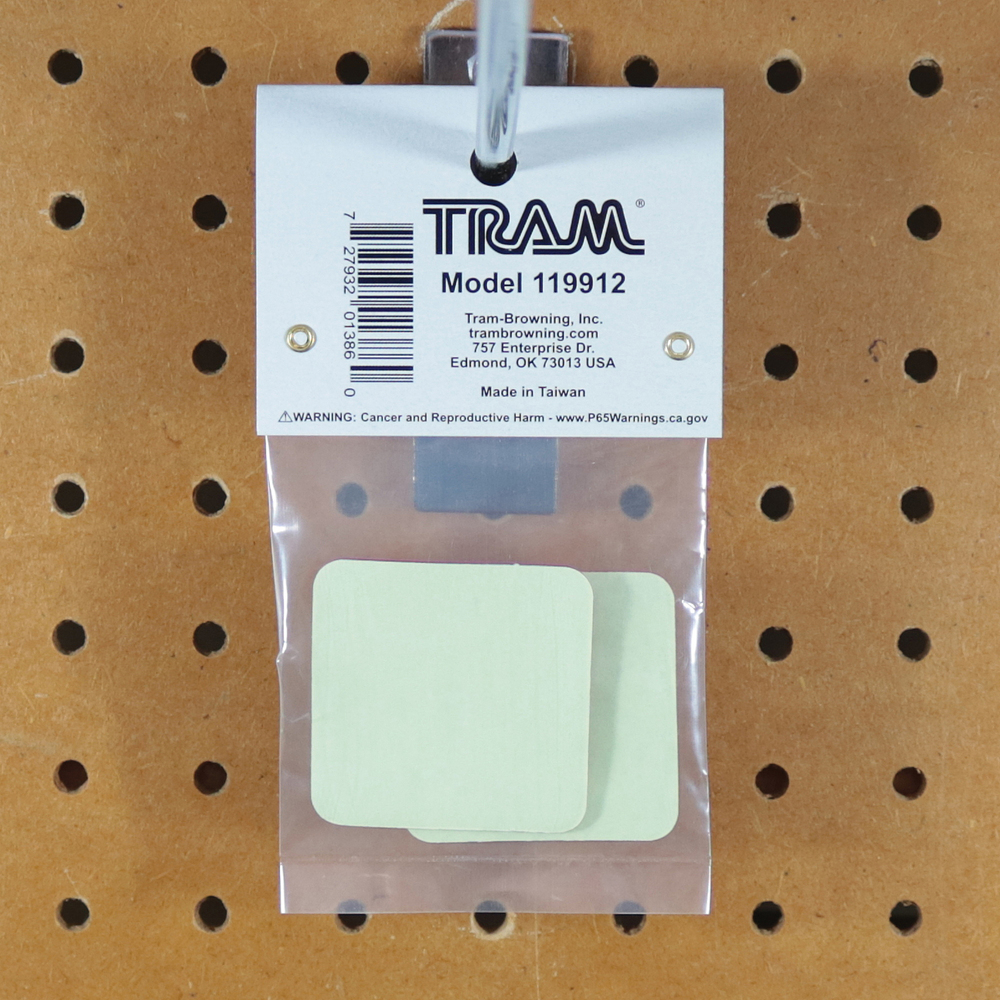 TRAM®
Model 119912
Tram-Browning, Inc.
trambrowning.com
757 Enterprise Dr.
Edmond, OK 73013 USA
Made in Taiwan
7 27932 01386 0
⚠WARNING: Cancer and Reproductive Harm - www.P65Warnings.ca.gov